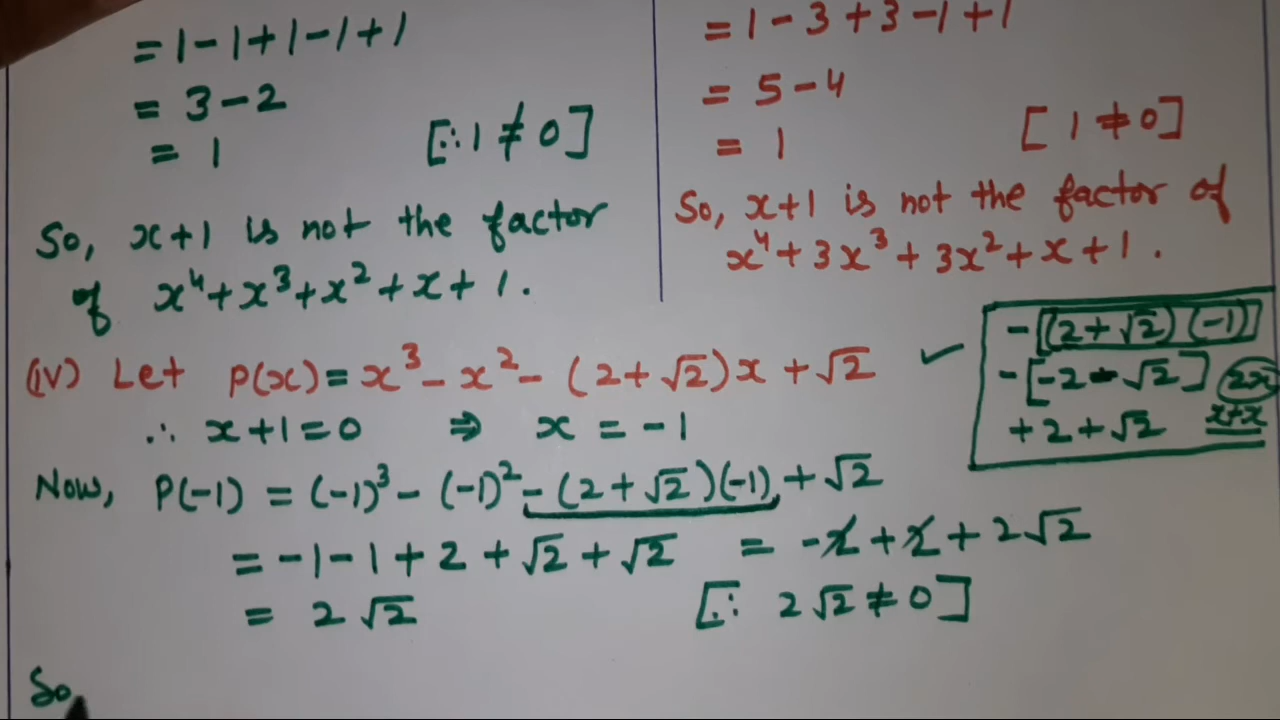 = 1 - 1 + 1 - 1 + 1
= 3 - 2
= 1 [∴ 1 ≠ 0]
So, x+1 is not the factor
of x⁴ + x³ + x² + x + 1.
= 1 - 3 + 3 - 1 + 1
= 5 - 4
= 1 [1 ≠ 0]
So, x+1 is not the factor of
x⁴ + 3x³ + 3x² + x + 1.
(iv) Let P(x) = x³ - x² - (2+√2)x + √2
∴ x+1 = 0 ⇒ x = -1
Now, P(-1) = (-1)³ - (-1)² - (2+√2)(-1) + √2
= -1 - 1 + 2 + √2 + √2 = -2 + 2 + 2√2
= 2√2 [∴ 2√2 ≠ 0]
So,
- [(2+√2)(-1)]
- [-2 - √2] 2x
+ 2 + √2 x+x